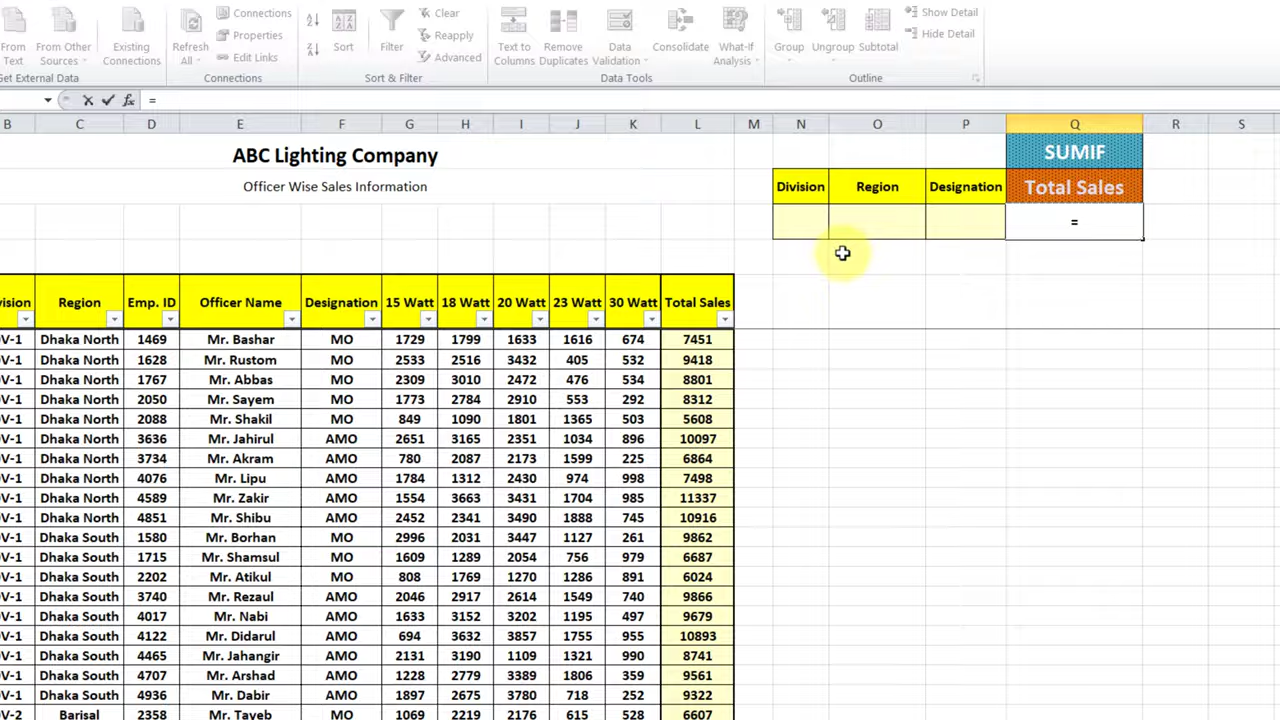 From Text
From Other Sources
Existing Connections
Refresh All
Connections
Properties
Edit Links
Sort
Filter
Clear
Reapply
Advanced
Text to Columns
Remove Duplicates
Data Validation
Consolidate
What-If Analysis
Group
Ungroup
Subtotal
Show Detail
Hide Detail
Get External Data
Connections
Sort & Filter
Data Tools
Outline
fx =
B C D E F G H I J K L M N O P Q R S
ABC Lighting Company
SUMIF
Officer Wise Sales Information
Division Region Designation Total Sales
=
ision Region Emp. ID Officer Name Designation 15 Watt 18 Watt 20 Watt 23 Watt 30 Watt Total Sales
V-1 Dhaka North 1469 Mr. Bashar MO 1729 1799 1633 1616 674 7451
V-1 Dhaka North 1628 Mr. Rustom MO 2533 2516 3432 405 532 9418
V-1 Dhaka North 1767 Mr. Abbas MO 2309 3010 2472 476 534 8801
V-1 Dhaka North 2050 Mr. Sayem MO 1773 2784 2910 553 292 8312
V-1 Dhaka North 2088 Mr. Shakil MO 849 1090 1801 1365 503 5608
V-1 Dhaka North 3636 Mr. Jahirul AMO 2651 3165 2351 1034 896 10097
V-1 Dhaka North 3734 Mr. Akram AMO 780 2087 2173 1599 225 6864
V-1 Dhaka North 4076 Mr. Lipu AMO 1784 1312 2430 974 998 7498
V-1 Dhaka North 4589 Mr. Zakir AMO 1554 3663 3431 1704 985 11337
V-1 Dhaka North 4851 Mr. Shibu AMO 2452 2341 3490 1888 745 10916
V-1 Dhaka South 1580 Mr. Borhan MO 2996 2031 3447 1127 261 9862
V-1 Dhaka South 1715 Mr. Shamsul MO 1609 1289 2054 756 979 6687
V-1 Dhaka South 2202 Mr. Atikul MO 808 1769 1270 1286 891 6024
V-1 Dhaka South 3740 Mr. Rezaul AMO 2046 2917 2614 1549 740 9866
V-1 Dhaka South 4017 Mr. Nabi AMO 1633 3152 3202 1195 497 9679
V-1 Dhaka South 4122 Mr. Didarul AMO 694 3632 3857 1755 955 10893
V-1 Dhaka South 4465 Mr. Jahangir AMO 2131 3190 1109 1321 990 8741
V-1 Dhaka South 4707 Mr. Arshad AMO 1228 2779 3389 1806 359 9561
V-1 Dhaka South 4936 Mr. Dabir AMO 1897 2675 3780 718 252 9322
V-2 Barisal 2358 Mr. Tayeb MO 1069 2219 2176 615 528 6607